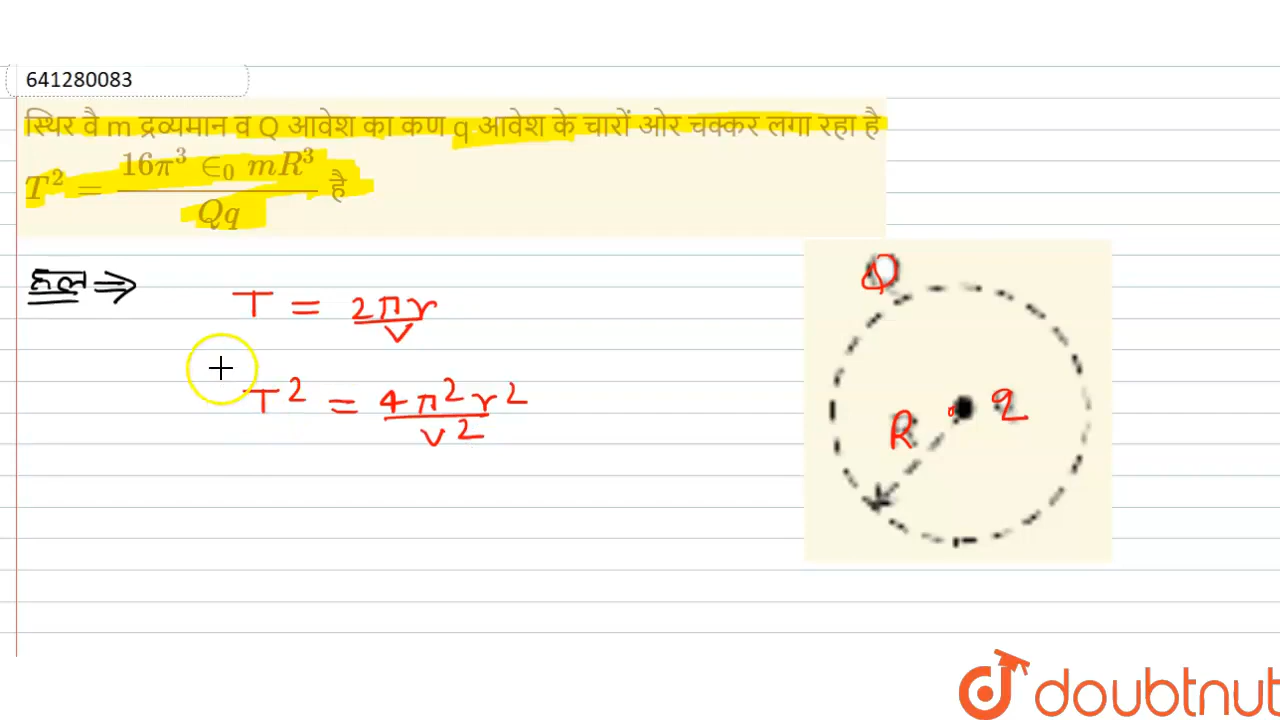 641280083
स्थिर वै m द्रव्यमान व Q आवेश का कण q आवेश के चारों ओर चक्कर लगा रहा है
T² = 16π³ ∈₀ mR³ / Qq है
हल ⇒
T = 2πr / v
T² = 4π²r² / v²
Q
R
q
doubtnut